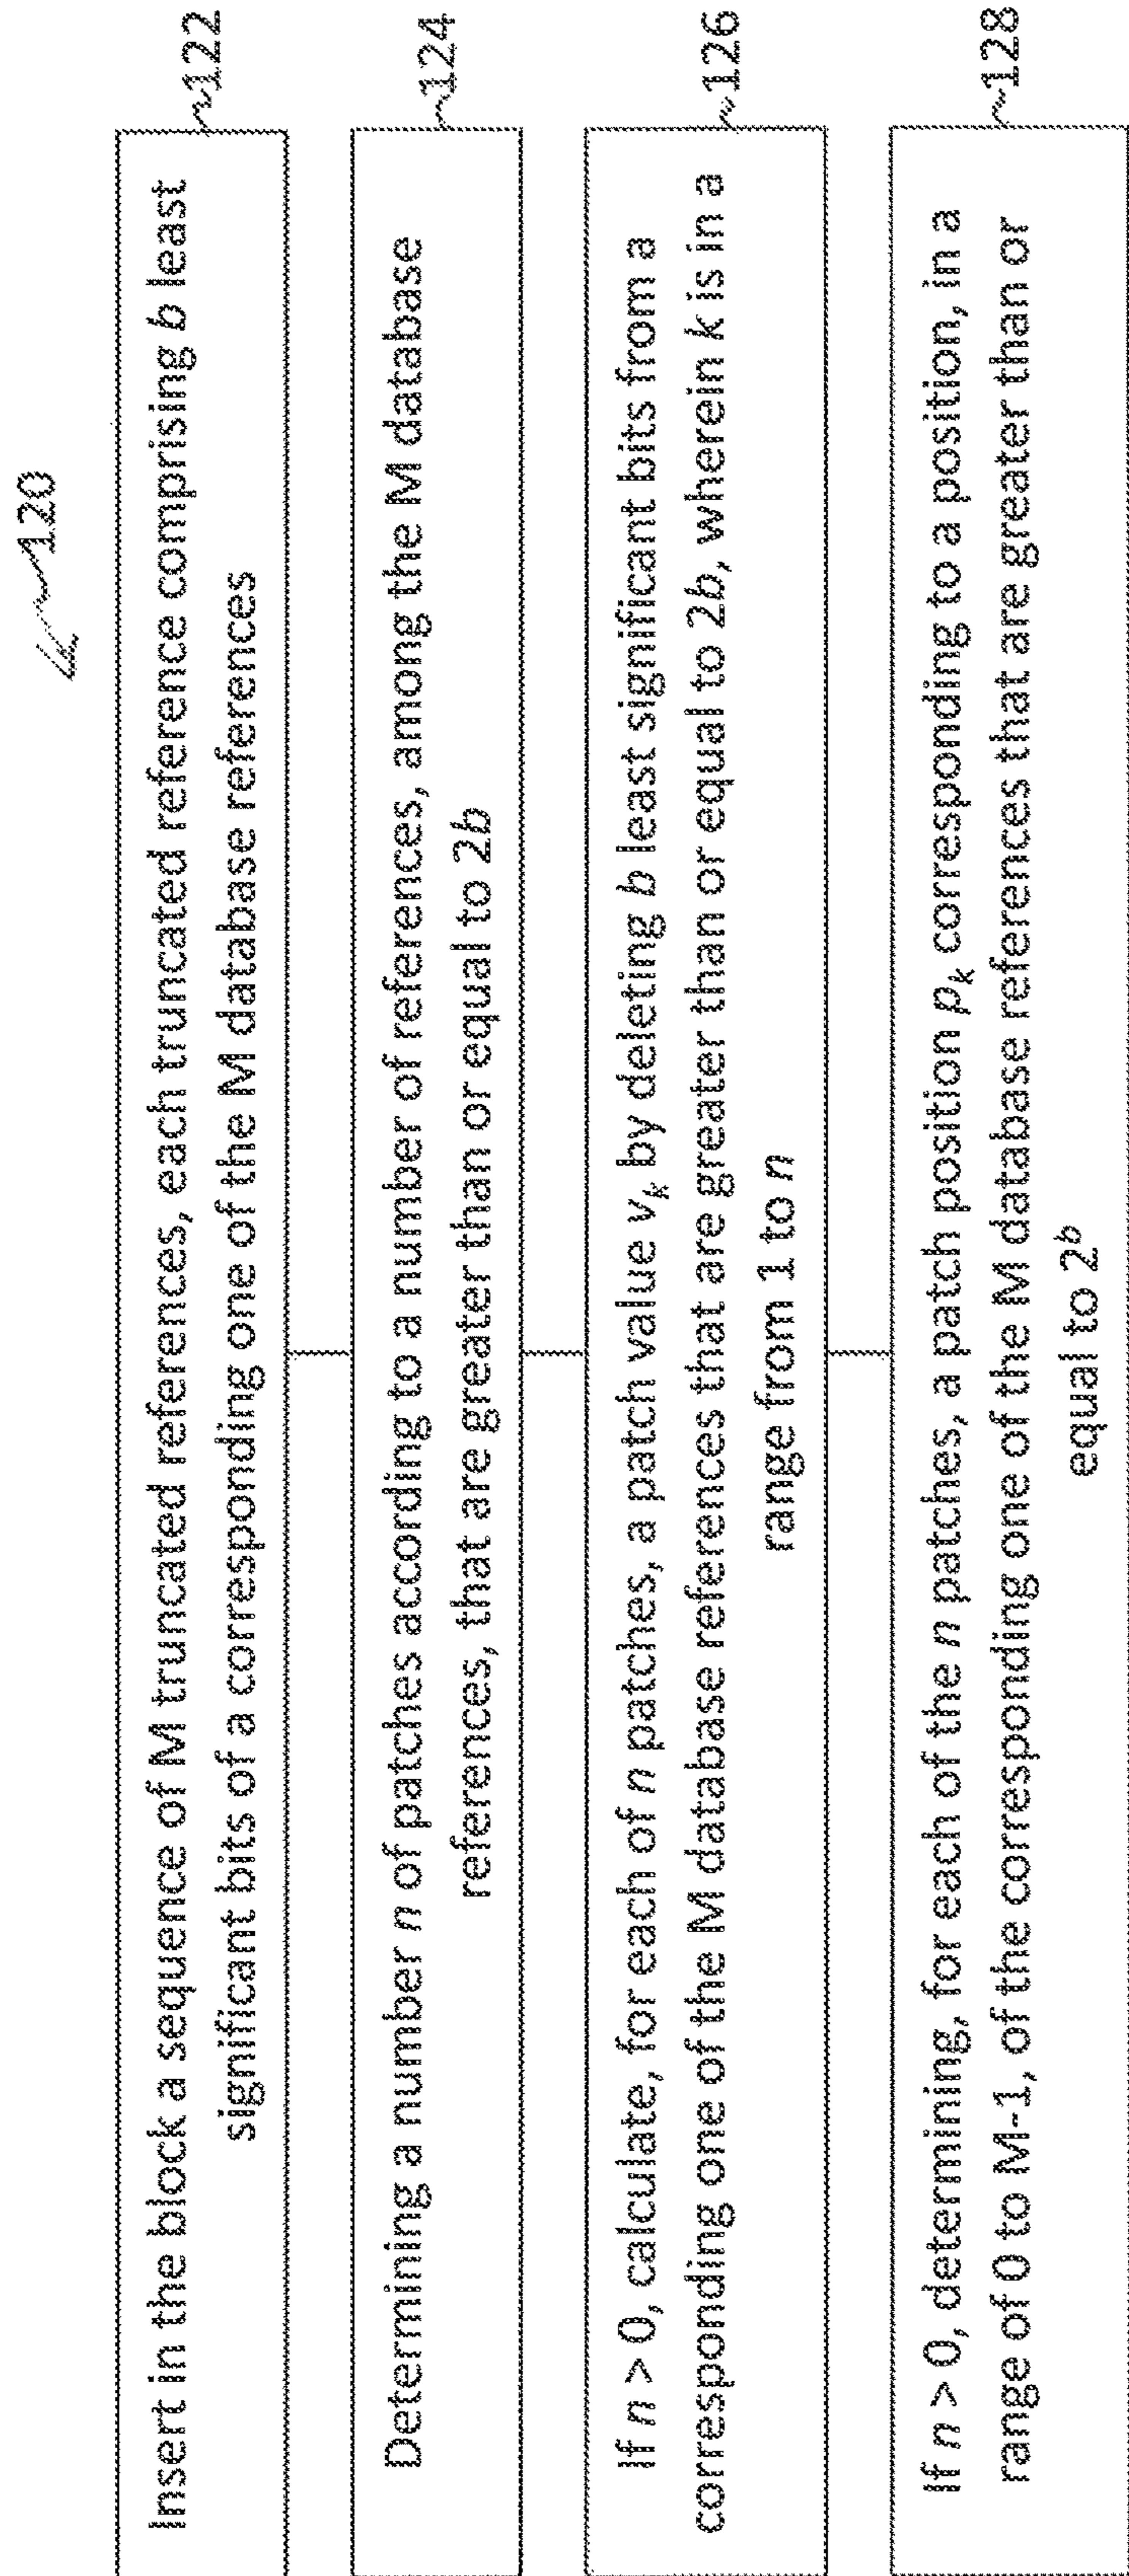 120
Insert in the block a sequence of M truncated references, each truncated reference comprising b least
significant bits of a corresponding one of the M database references
122
Determining a number n of patches according to a number of references, among the M database
references, that are greater than or equal to 2b
124
If n > 0, calculate, for each of n patches, a patch value vₖ by deleting b least significant bits from a
corresponding one of the M database references that are greater than or equal to 2b, wherein k is in a
range from 1 to n
126
If n > 0, determining, for each of the n patches, a patch position pₖ corresponding to a position, in a
range of 0 to M-1, of the corresponding one of the M database references that are greater than or
equal to 2ᵇ
128